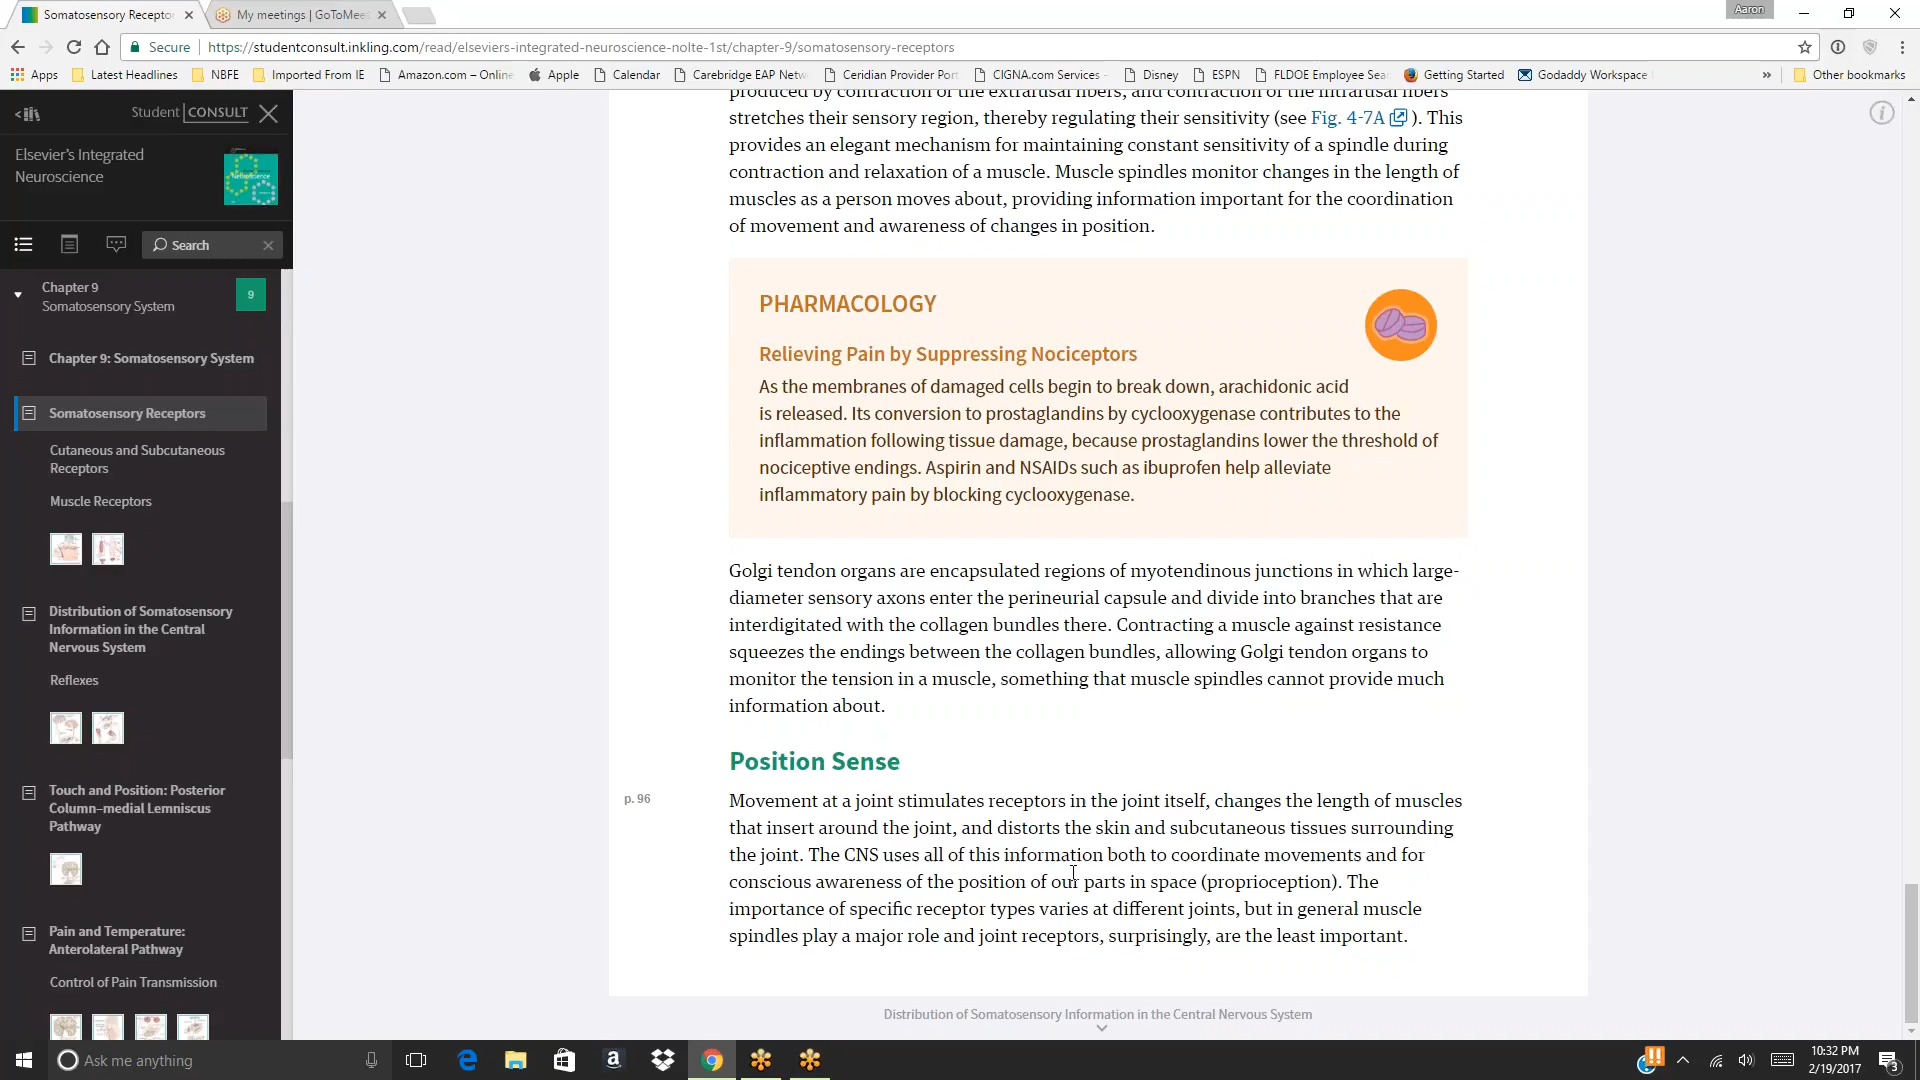 Somatosensory Receptor
My meetings | GoToMee
Aaron
Secure
https://studentconsult.inkling.com/read/elseviers-integrated-neuroscience-nolte-1st/chapter-9/somatosensory-receptors
Apps
Latest Headlines
NBFE
Imported From IE
Amazon.com – Online
Apple
Calendar
Carebridge EAP Netw
Ceridian Provider Port
CIGNA.com Services -
Disney
ESPN
FLDOE Employee Sea
Getting Started
Godaddy Workspace
»
Other bookmarks
Student CONSULT
Elsevier's Integrated
Neuroscience
Search
Chapter 9
Somatosensory System
9
Chapter 9: Somatosensory System
Somatosensory Receptors
Cutaneous and Subcutaneous
Receptors
Muscle Receptors
Distribution of Somatosensory
Information in the Central
Nervous System
Reflexes
Touch and Position: Posterior
Column–medial Lemniscus
Pathway
Pain and Temperature:
Anterolateral Pathway
Control of Pain Transmission
produced by contraction of the extrafusal fibers, and contraction of the intrafusal fibers
stretches their sensory region, thereby regulating their sensitivity (see Fig. 4-7A ). This
provides an elegant mechanism for maintaining constant sensitivity of a spindle during
contraction and relaxation of a muscle. Muscle spindles monitor changes in the length of
muscles as a person moves about, providing information important for the coordination
of movement and awareness of changes in position.
PHARMACOLOGY
Relieving Pain by Suppressing Nociceptors
As the membranes of damaged cells begin to break down, arachidonic acid
is released. Its conversion to prostaglandins by cyclooxygenase contributes to the
inflammation following tissue damage, because prostaglandins lower the threshold of
nociceptive endings. Aspirin and NSAIDs such as ibuprofen help alleviate
inflammatory pain by blocking cyclooxygenase.
Golgi tendon organs are encapsulated regions of myotendinous junctions in which large-
diameter sensory axons enter the perineurial capsule and divide into branches that are
interdigitated with the collagen bundles there. Contracting a muscle against resistance
squeezes the endings between the collagen bundles, allowing Golgi tendon organs to
monitor the tension in a muscle, something that muscle spindles cannot provide much
information about.
Position Sense
p. 96
Movement at a joint stimulates receptors in the joint itself, changes the length of muscles
that insert around the joint, and distorts the skin and subcutaneous tissues surrounding
the joint. The CNS uses all of this information both to coordinate movements and for
conscious awareness of the position of our parts in space (proprioception). The
importance of specific receptor types varies at different joints, but in general muscle
spindles play a major role and joint receptors, surprisingly, are the least important.
Distribution of Somatosensory Information in the Central Nervous System
Ask me anything
10:32 PM
2/19/2017
3